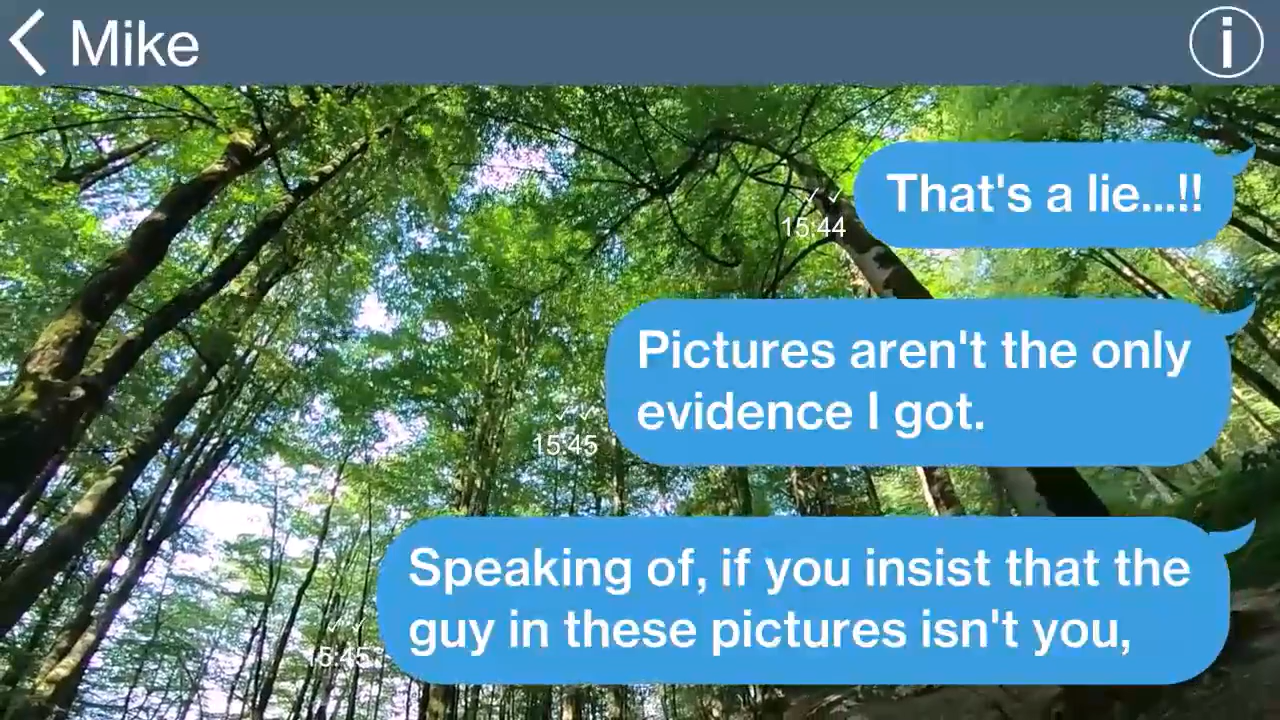 Mike
That's a lie...!!
15:44
Pictures aren't the only
evidence I got.
15:45
Speaking of, if you insist that the
guy in these pictures isn't you,
15:45